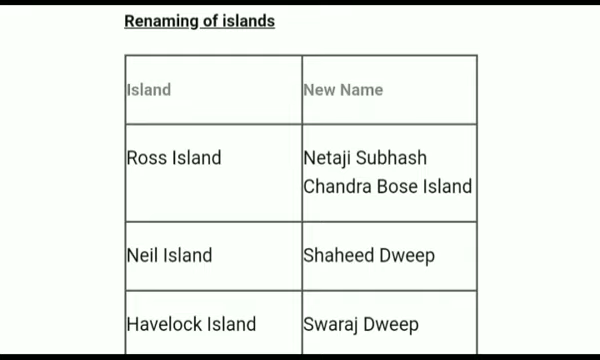 Renaming of islands
Island New Name
Ross Island Netaji Subhash
Chandra Bose Island
Neil Island Shaheed Dweep
Havelock Island Swaraj Dweep